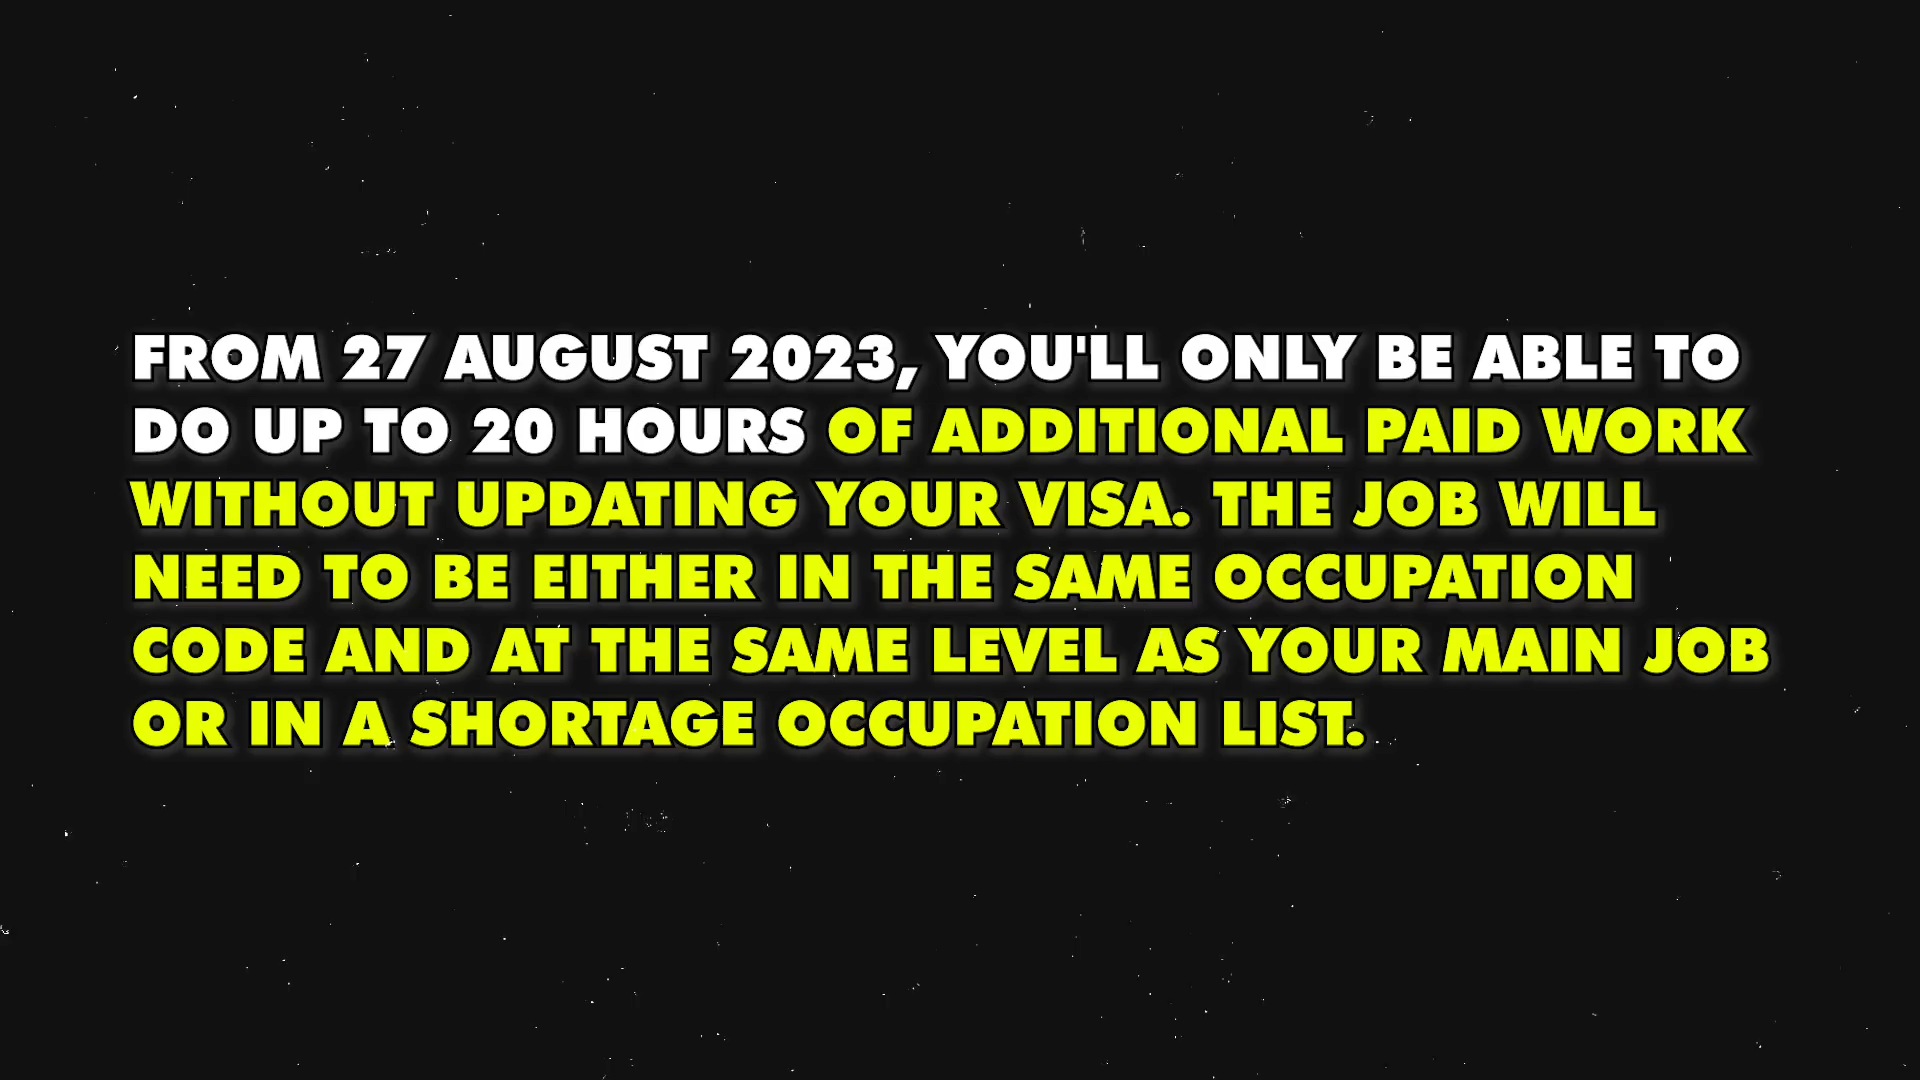 FROM 27 AUGUST 2023, YOU'LL ONLY BE ABLE TO
DO UP TO 20 HOURS OF ADDITIONAL PAID WORK
WITHOUT UPDATING YOUR VISA. THE JOB WILL
NEED TO BE EITHER IN THE SAME OCCUPATION
CODE AND AT THE SAME LEVEL AS YOUR MAIN JOB
OR IN A SHORTAGE OCCUPATION LIST.